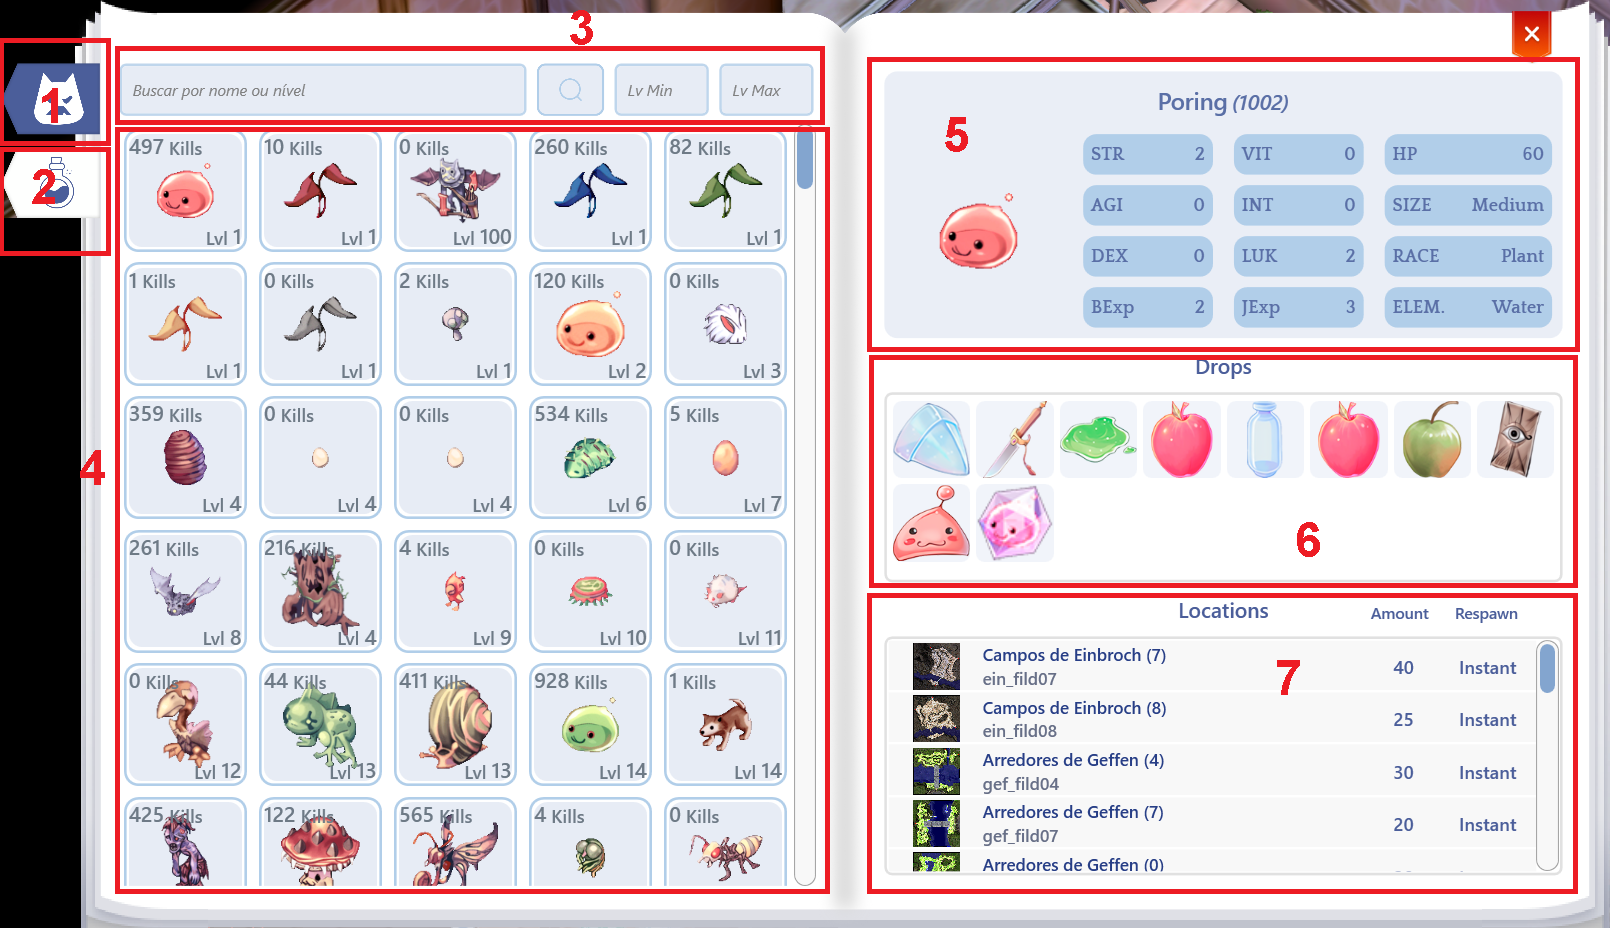 3
1
2
Buscar por nome ou nível
Lv Min
Lv Max
4
497 Kills
10 Kills
0 Kills
260 Kills
82 Kills
Lvl 1
Lvl 1
Lvl 100
Lvl 1
Lvl 1
1 Kills
0 Kills
2 Kills
120 Kills
0 Kills
Lvl 1
Lvl 1
Lvl 1
Lvl 2
Lvl 3
359 Kills
0 Kills
0 Kills
534 Kills
5 Kills
Lvl 4
Lvl 4
Lvl 4
Lvl 6
Lvl 7
261 Kills
216 Kills
4 Kills
0 Kills
0 Kills
Lvl 8
Lvl 4
Lvl 9
Lvl 10
Lvl 11
0 Kills
44 Kills
411 Kills
928 Kills
1 Kills
Lvl 12
Lvl 13
Lvl 13
Lvl 14
Lvl 14
425 Kills
122 Kills
565 Kills
4 Kills
0 Kills
5
Poring (1002)
STR 2
VIT 0
HP 60
AGI 0
INT 0
SIZE Medium
DEX 0
LUK 2
RACE Plant
BExp 2
JExp 3
ELEM. Water
Drops
6
Locations
Amount
Respawn
7
Campos de Einbroch (7)
ein_fild07
40
Instant
Campos de Einbroch (8)
ein_fild08
25
Instant
Arredores de Geffen (4)
gef_fild04
30
Instant
Arredores de Geffen (7)
gef_fild07
20
Instant
Arredores de Geffen (0)